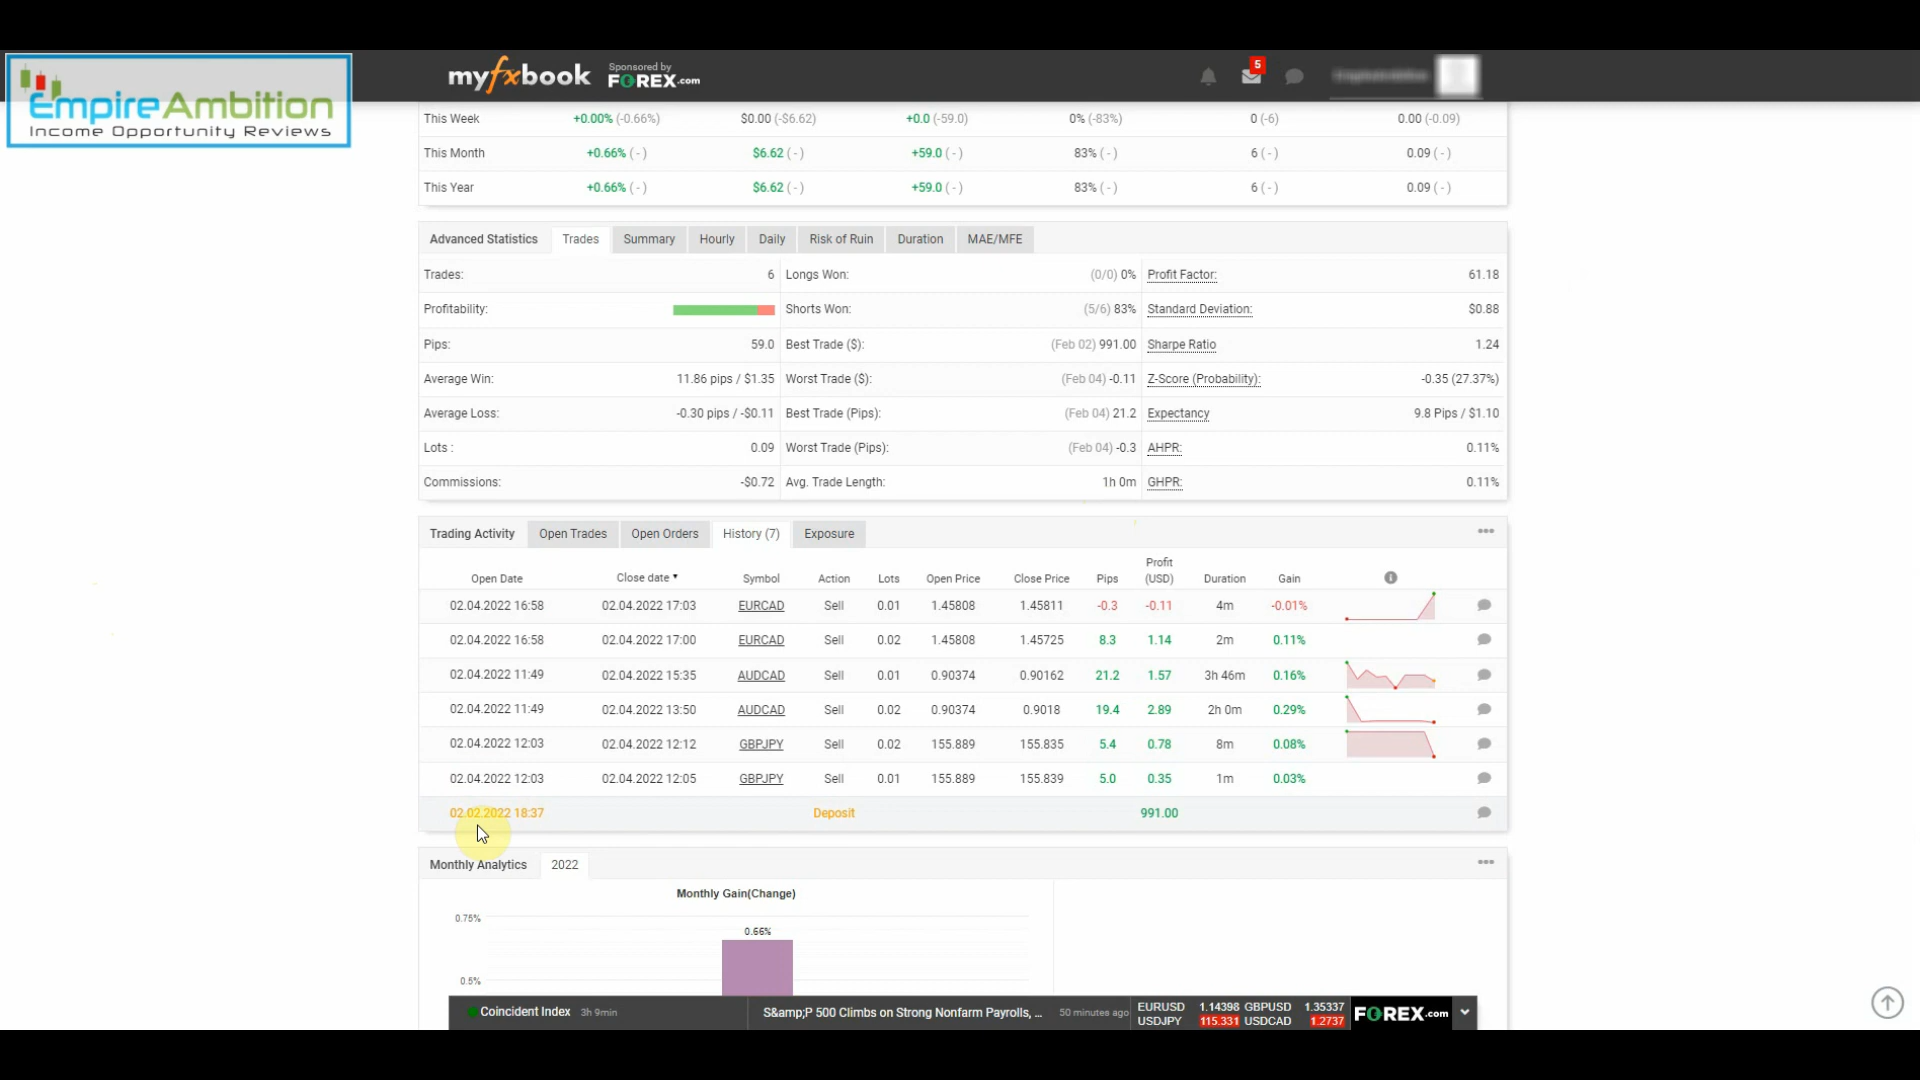 EmpireAmbition
Income Opportunity Reviews
myfxbook Sponsored by FOREX.com 5
This Week +0.00% (-0.66%) $0.00 (-$6.62) +0.0 (-59.0) 0% (-83%) 0 (-6) 0.00 (-0.09)
This Month +0.66% ( - ) $6.62 ( - ) +59.0 ( - ) 83% ( - ) 6 ( - ) 0.09 ( - )
This Year +0.66% ( - ) $6.62 ( - ) +59.0 ( - ) 83% ( - ) 6 ( - ) 0.09 ( - )
Advanced Statistics Trades Summary Hourly Daily Risk of Ruin Duration MAE/MFE
Trades: 6 Longs Won: (0/0) 0% Profit Factor: 61.18
Profitability: Shorts Won: (5/6) 83% Standard Deviation: $0.88
Pips: 59.0 Best Trade ($): (Feb 02) 991.00 Sharpe Ratio 1.24
Average Win: 11.86 pips / $1.35 Worst Trade ($): (Feb 04) -0.11 Z-Score (Probability): -0.35 (27.37%)
Average Loss: -0.30 pips / -$0.11 Best Trade (Pips): (Feb 04) 21.2 Expectancy 9.8 Pips / $1.10
Lots : 0.09 Worst Trade (Pips): (Feb 04) -0.3 AHPR: 0.11%
Commissions: -$0.72 Avg. Trade Length: 1h 0m GHPR: 0.11%
Trading Activity Open Trades Open Orders History (7) Exposure
Open Date Close date Symbol Action Lots Open Price Close Price Pips Profit (USD) Duration Gain
02.04.2022 16:58 02.04.2022 17:03 EURCAD Sell 0.01 1.45808 1.45811 -0.3 -0.11 4m -0.01%
02.04.2022 16:58 02.04.2022 17:00 EURCAD Sell 0.02 1.45808 1.45725 8.3 1.14 2m 0.11%
02.04.2022 11:49 02.04.2022 15:35 AUDCAD Sell 0.01 0.90374 0.90162 21.2 1.57 3h 46m 0.16%
02.04.2022 11:49 02.04.2022 13:50 AUDCAD Sell 0.02 0.90374 0.9018 19.4 2.89 2h 0m 0.29%
02.04.2022 12:03 02.04.2022 12:12 GBPJPY Sell 0.02 155.889 155.835 5.4 0.78 8m 0.08%
02.04.2022 12:03 02.04.2022 12:05 GBPJPY Sell 0.01 155.889 155.839 5.0 0.35 1m 0.03%
02.02.2022 18:37 Deposit 991.00
Monthly Analytics 2022
Monthly Gain(Change)
0.75%
0.66%
0.5%
Coincident Index 3h 9min S&amp;P 500 Climbs on Strong Nonfarm Payrolls, ... 50 minutes ago EURUSD 1.14398 GBPUSD 1.35337 FOREX.com
USDJPY 115.331 USDCAD 1.2737